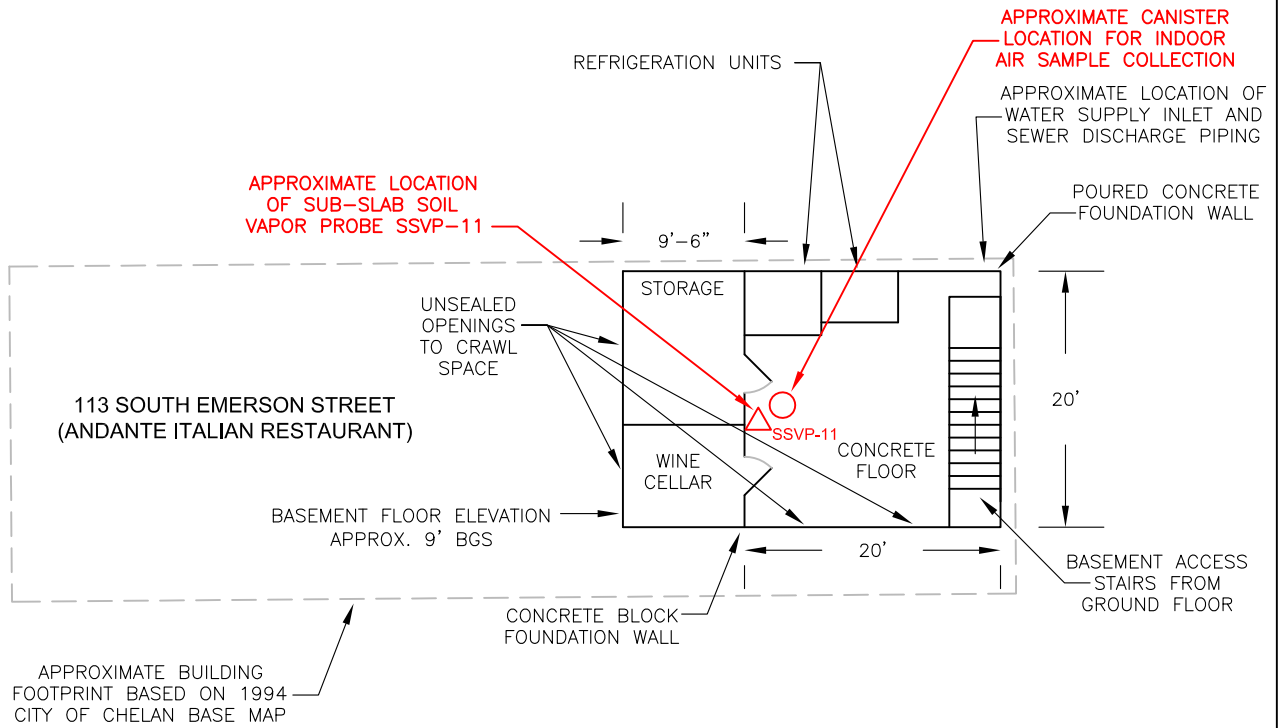 APPROXIMATE CANISTER
LOCATION FOR INDOOR
AIR SAMPLE COLLECTION
REFRIGERATION UNITS
APPROXIMATE LOCATION OF
WATER SUPPLY INLET AND
SEWER DISCHARGE PIPING
APPROXIMATE LOCATION
OF SUB-SLAB SOIL
VAPOR PROBE SSVP-11
POURED CONCRETE
FOUNDATION WALL
9'-6"
STORAGE
UNSEALED
OPENINGS
TO CRAWL
SPACE
113 SOUTH EMERSON STREET
(ANDANTE ITALIAN RESTAURANT)
20'
SSVP-11
CONCRETE
FLOOR
WINE
CELLAR
BASEMENT FLOOR ELEVATION
APPROX. 9' BGS
20'
BASEMENT ACCESS
STAIRS FROM
GROUND FLOOR
CONCRETE BLOCK
FOUNDATION WALL
APPROXIMATE BUILDING
FOOTPRINT BASED ON 1994
CITY OF CHELAN BASE MAP